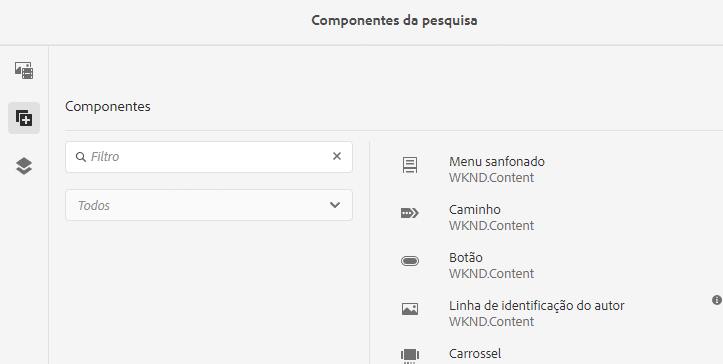 Componentes da pesquisa
Componentes
Filtro
Todos
Menu sanfonado
WKND.Content
Caminho
WKND.Content
Botão
WKND.Content
Linha de identificação do autor
WKND.Content
Carrossel